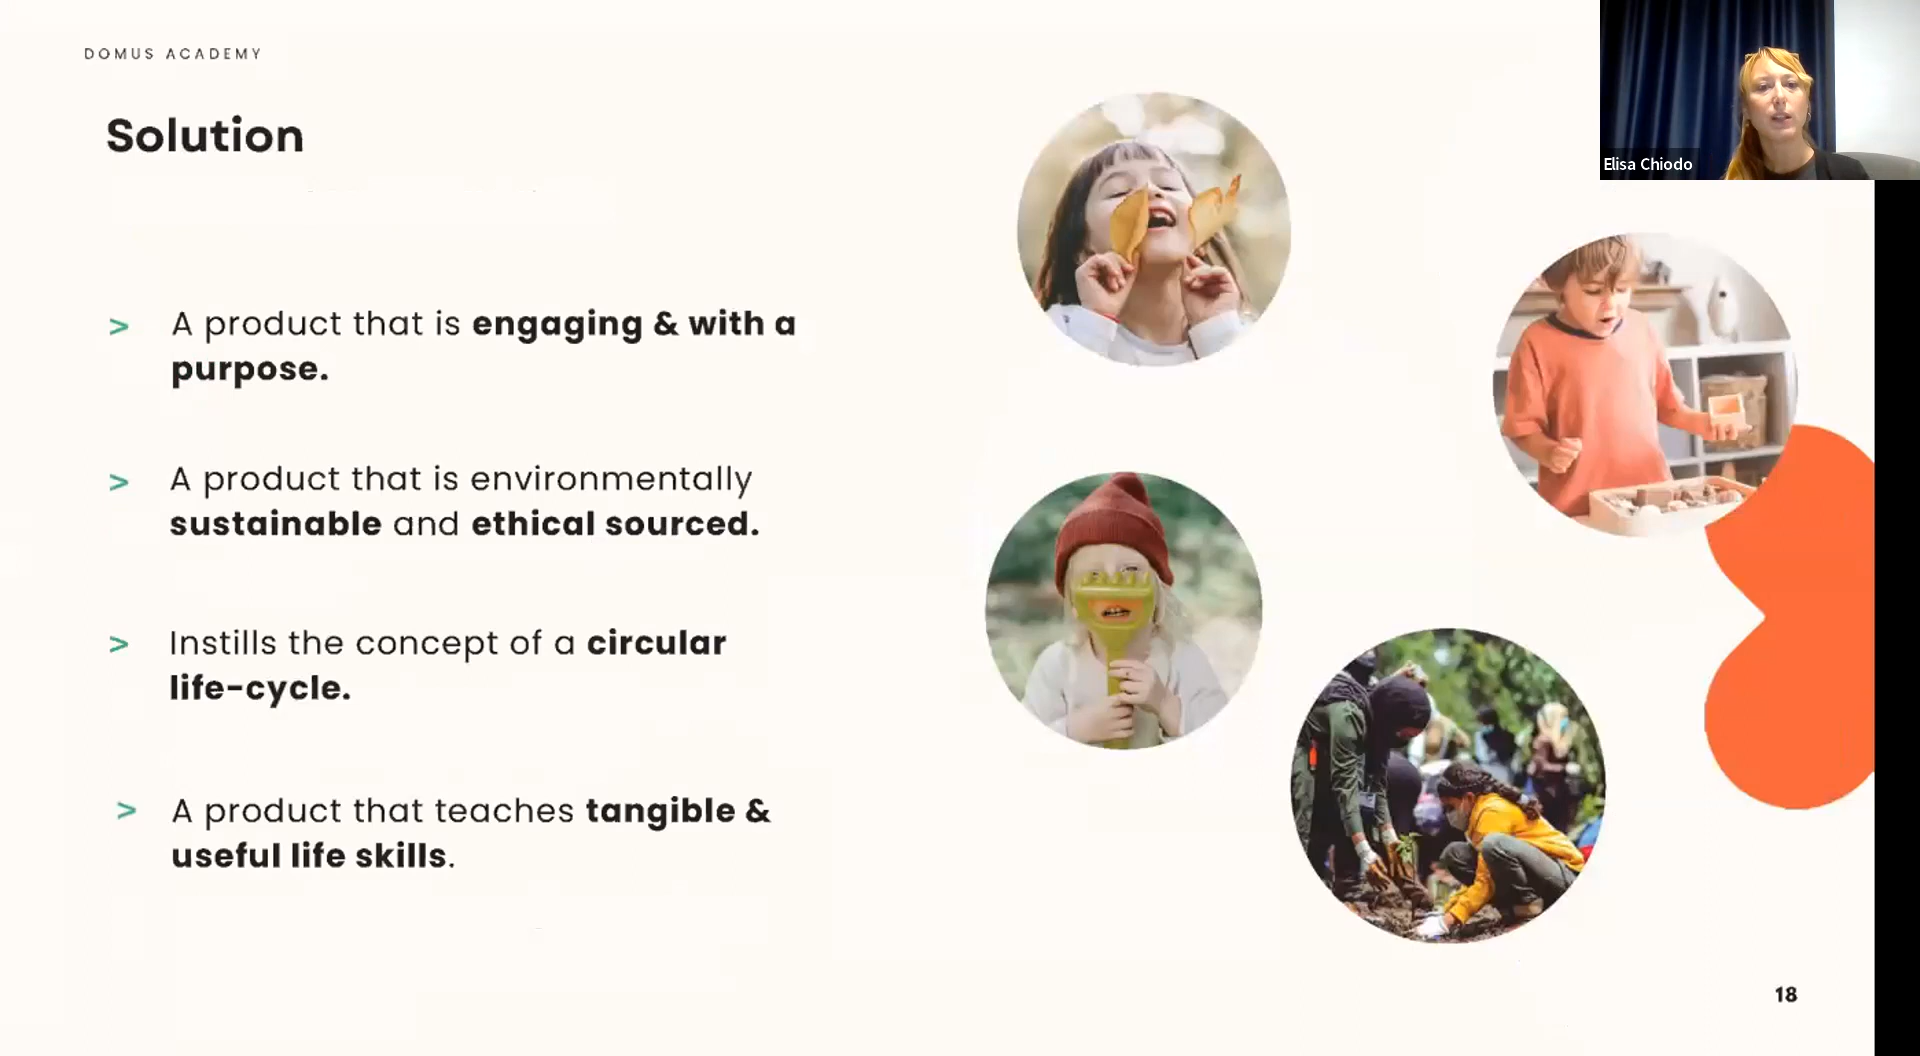 DOMUS ACADEMY
Elisa Chiodo
Solution
> A product that is engaging & with a
purpose.
> A product that is environmentally
sustainable and ethical sourced.
> Instills the concept of a circular
life-cycle.
> A product that teaches tangible &
useful life skills.
18